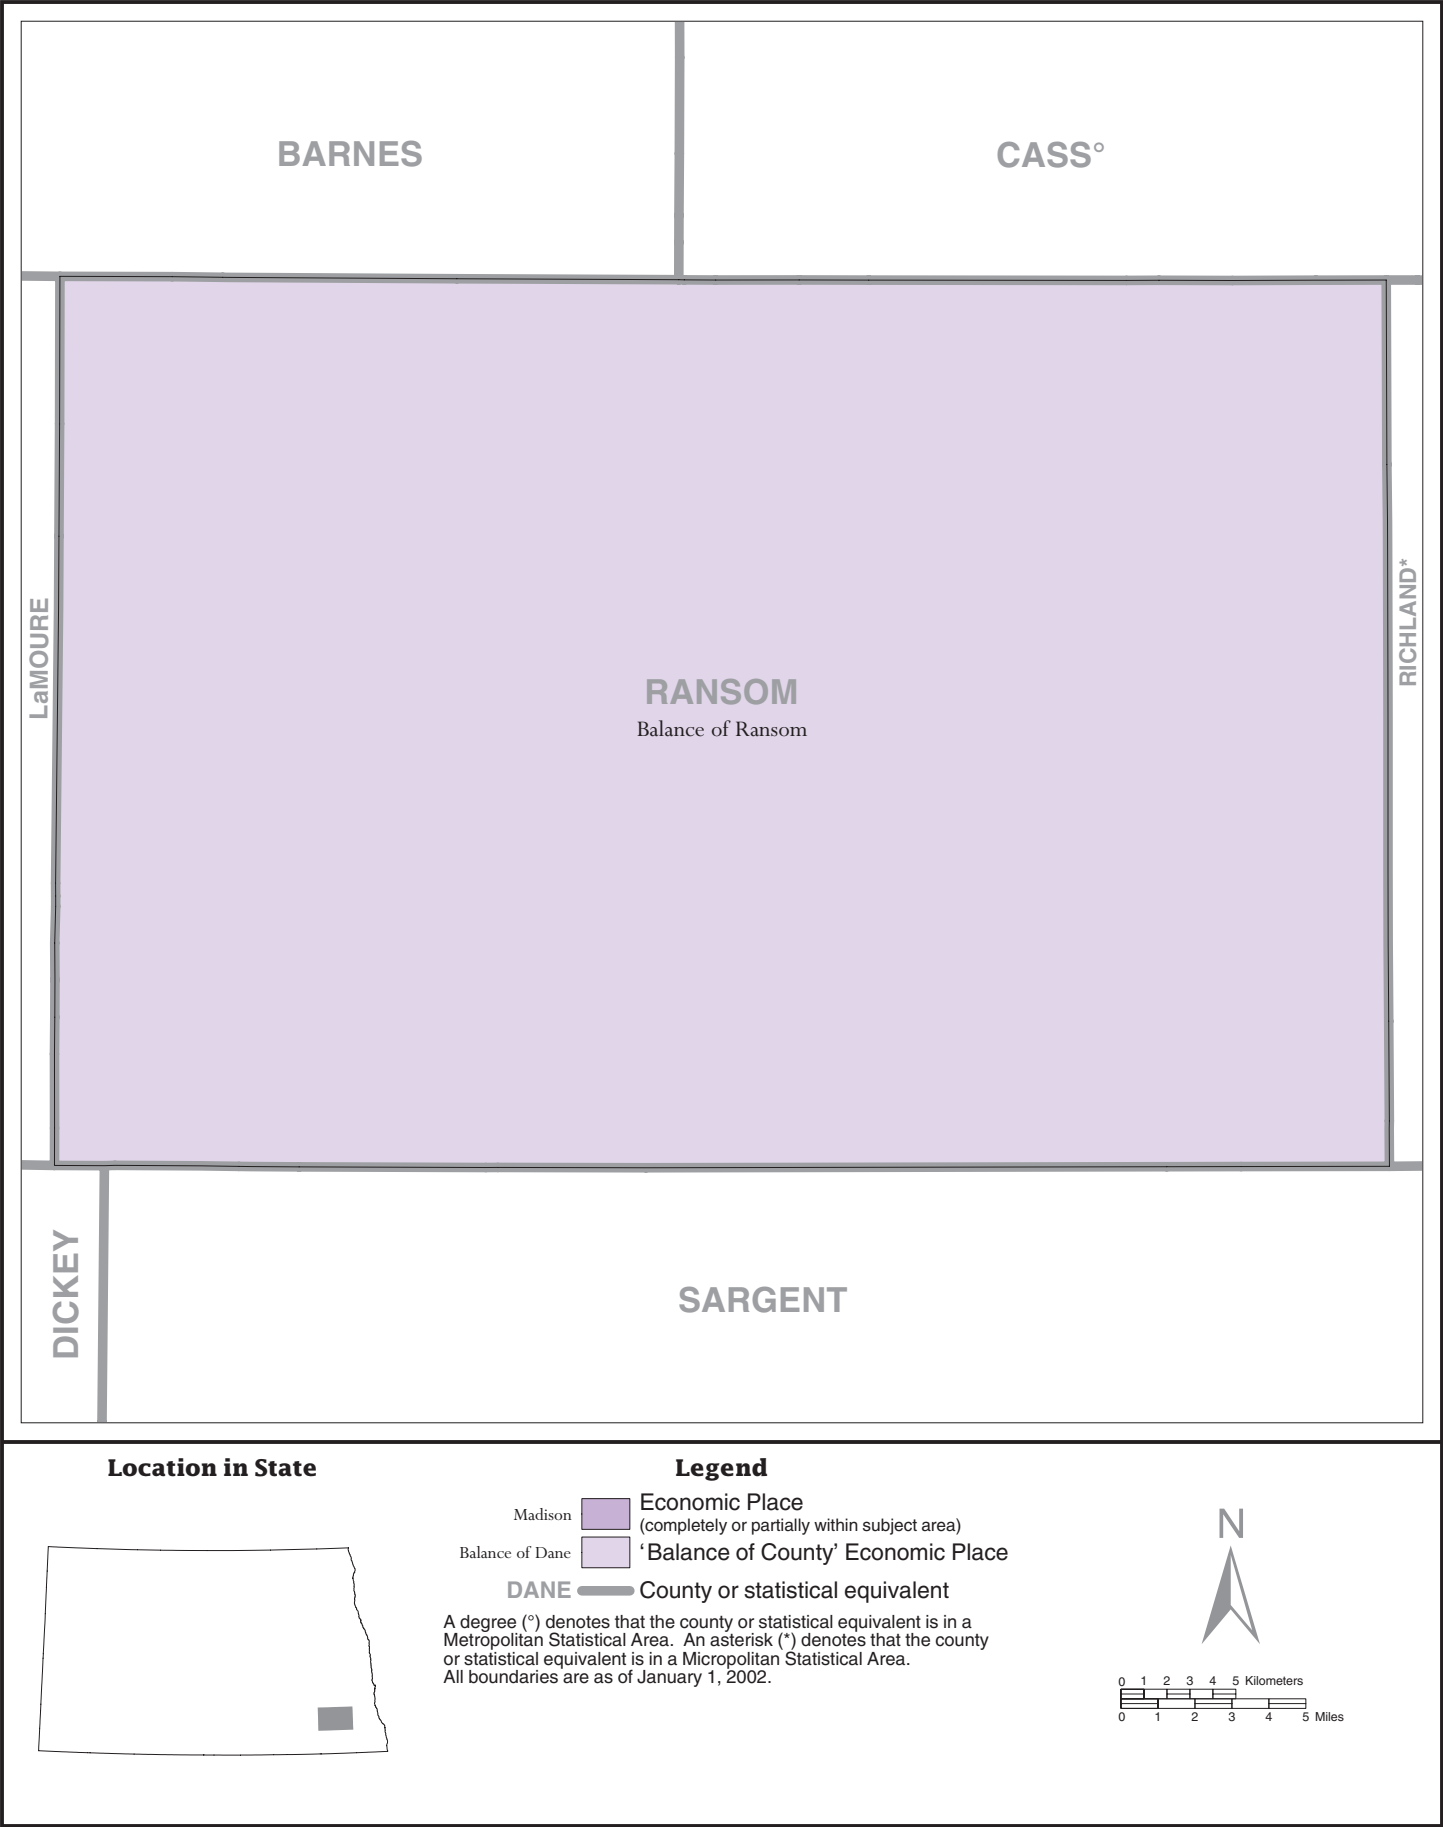 BARNES
CASS°
LaMOURE
RICHLAND*
RANSOM
Balance of Ransom
DICKEY
SARGENT
Location in State
Legend
Madison
Economic Place
(completely or partially within subject area)
Balance of Dane
‘Balance of County’ Economic Place
DANE
County or statistical equivalent
A degree (°) denotes that the county or statistical equivalent is in a
Metropolitan Statistical Area. An asterisk (*) denotes that the county
or statistical equivalent is in a Micropolitan Statistical Area.
All boundaries are as of January 1, 2002.
N
0 1 2 3 4 5 Kilometers
0 1 2 3 4 5 Miles